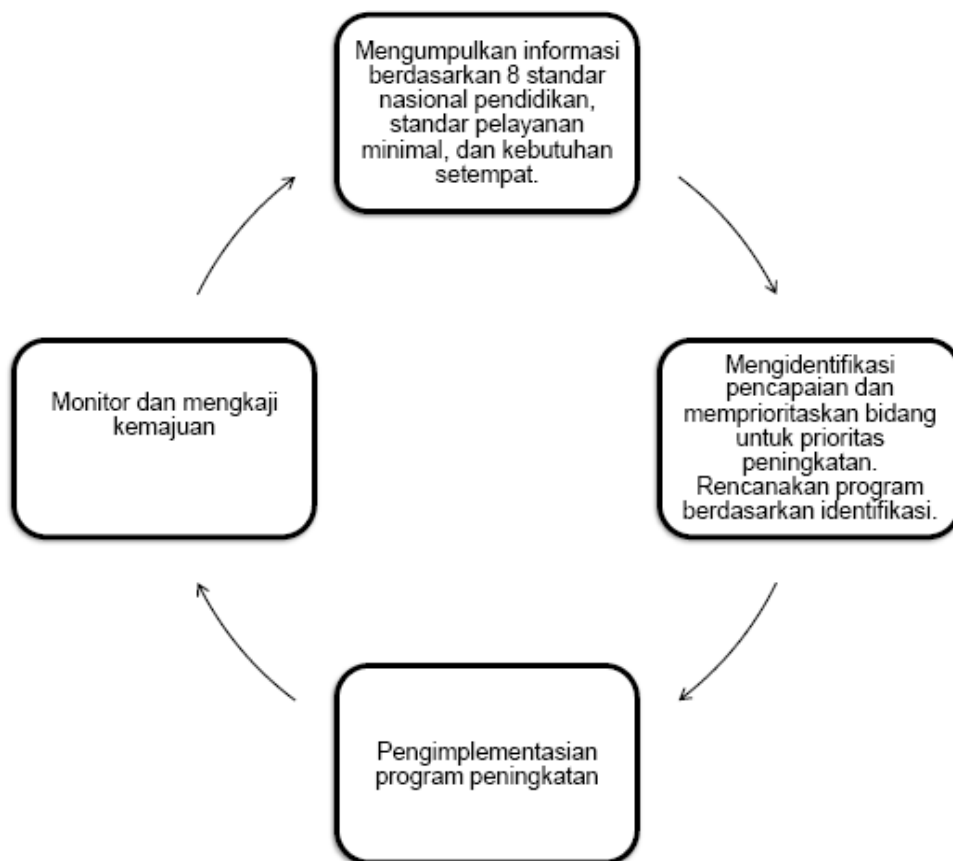 Mengumpulkan informasi
berdasarkan 8 standar
nasional pendidikan,
standar pelayanan
minimal, dan kebutuhan
setempat.
Mengidentifikasi
pencapaian dan
memprioritaskan bidang
untuk prioritas
peningkatan.
Rencanakan program
berdasarkan identifikasi.
Pengimplementasian
program peningkatan
Monitor dan mengkaji
kemajuan